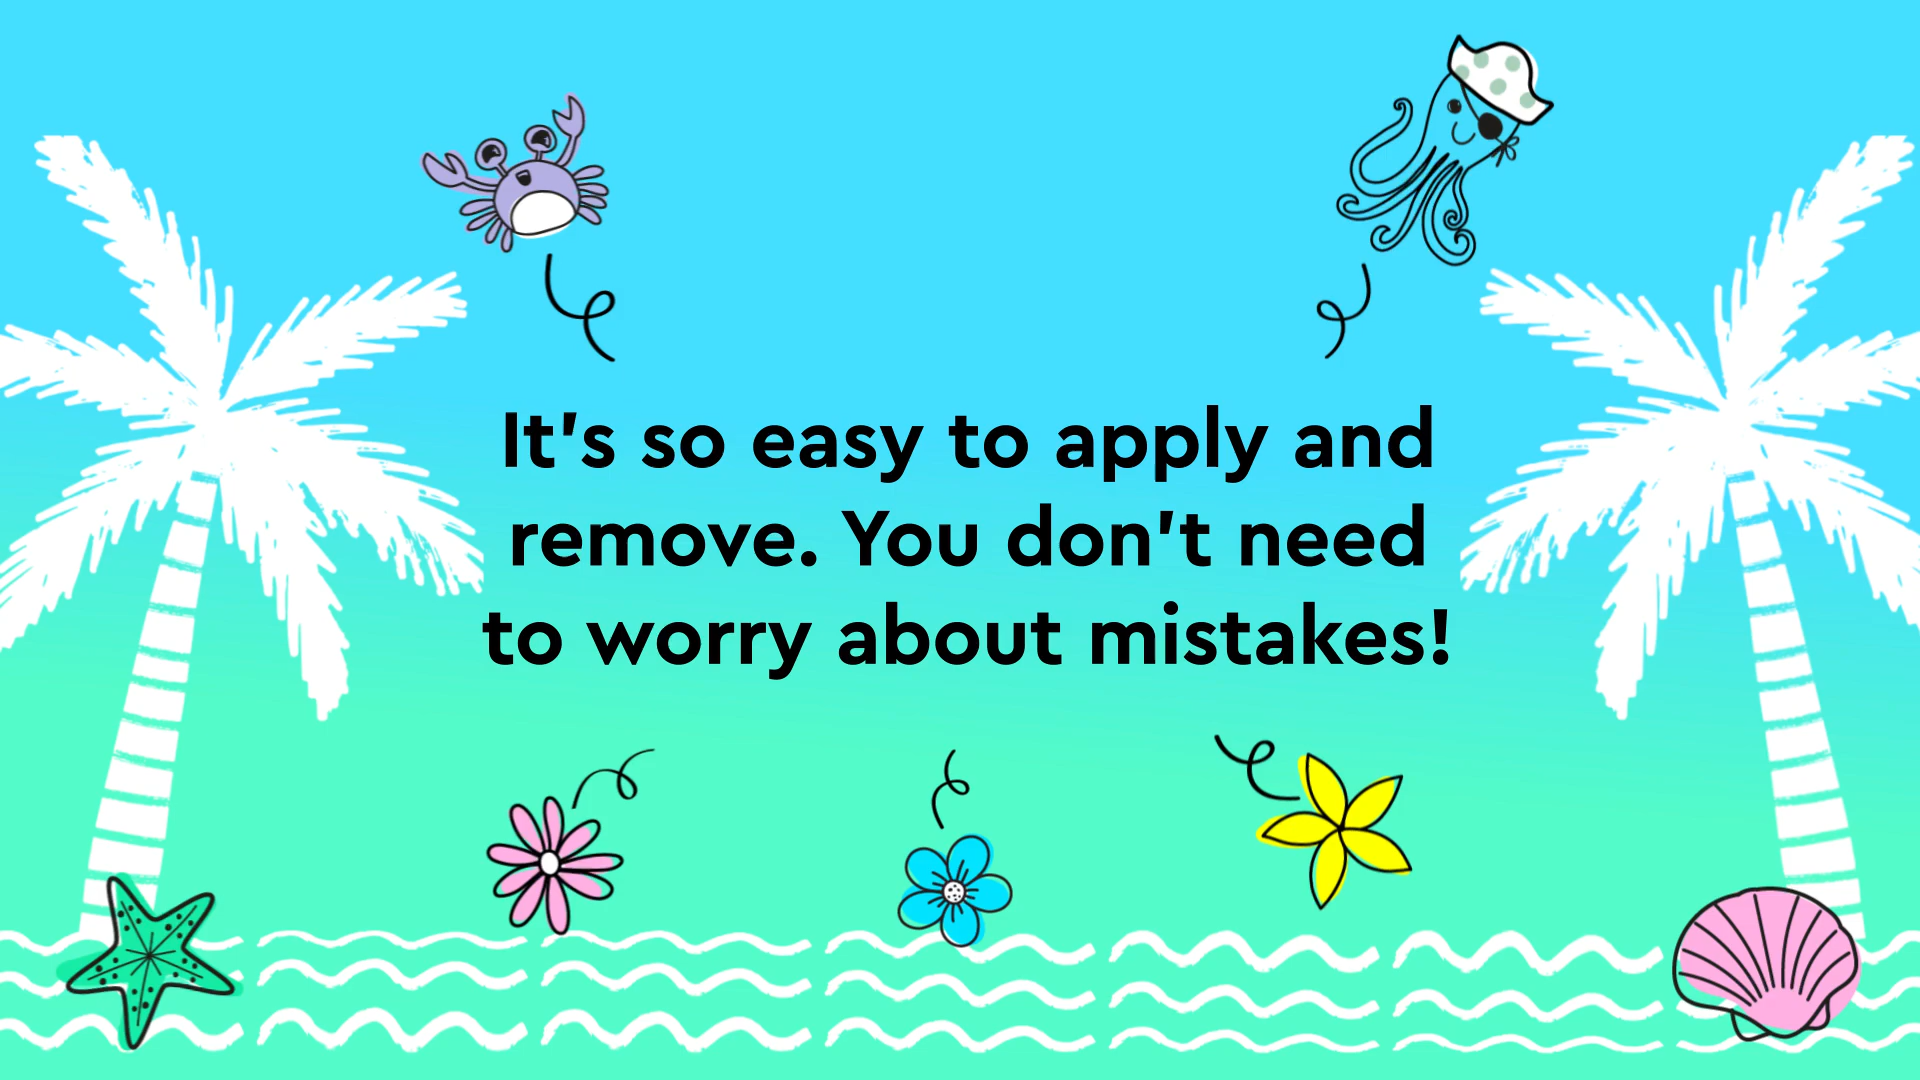 It's so easy to apply and
remove. You don't need
to worry about mistakes!